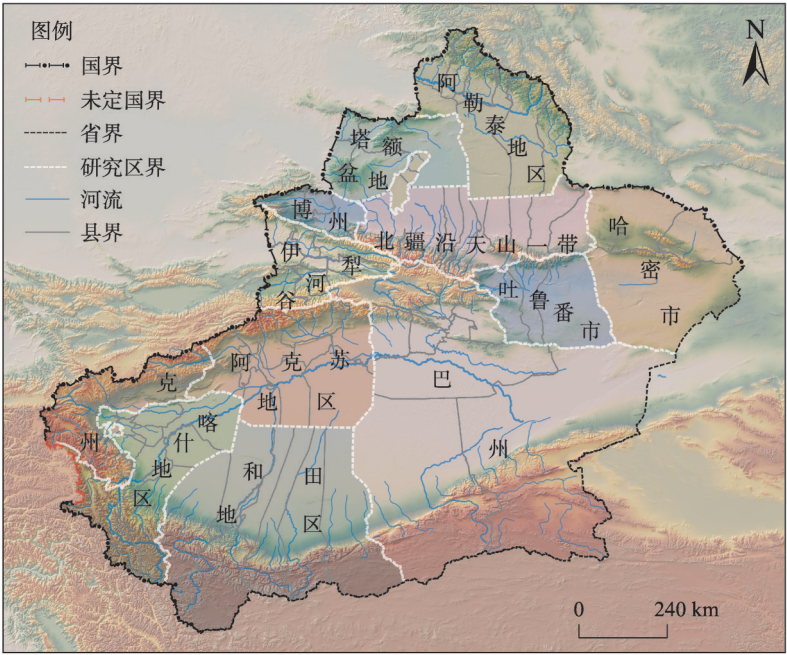 图例
国界
未定国界
省界
研究区界
河流
县界
N
阿勒泰地区
塔额盆地
博州
北疆沿天山一带
伊犁河谷
哈密市
吐鲁番市
阿克苏地区
克州
巴州
喀什地区
和田地区
0 240 km